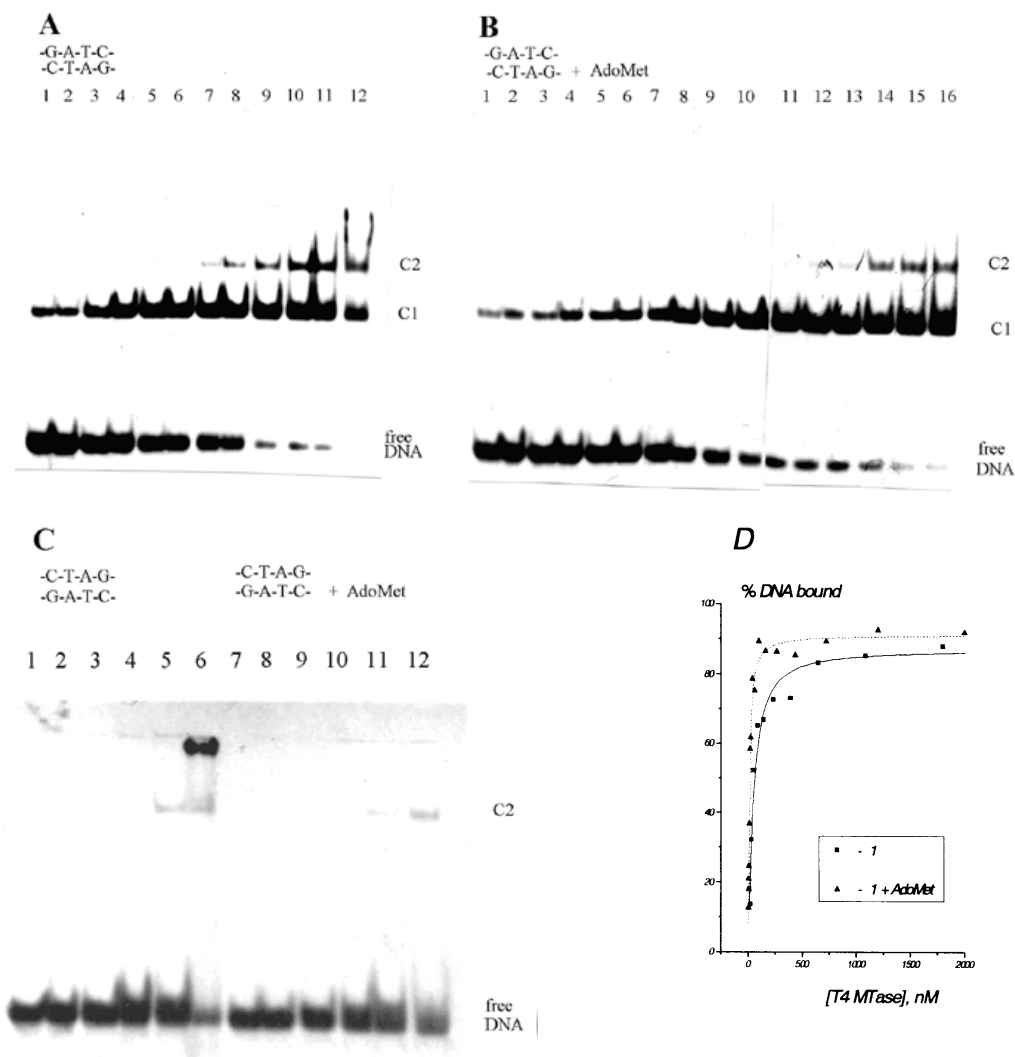 A
-G-A-T-C-
-C-T-A-G-
1 2 3 4 5 6 7 8 9 10 11 12
C2
C1
free
DNA
B
-G-A-T-C-
-C-T-A-G- + AdoMet
1 2 3 4 5 6 7 8 9 10 11 12 13 14 15 16
C2
C1
free
DNA
C
-C-T-A-G-
-G-A-T-C-
-C-T-A-G-
-G-A-T-C- + AdoMet
1 2 3 4 5 6 7 8 9 10 11 12
C2
free
DNA
D
% DNA bound
100
80
60
40
20
0
0 500 1000 1500 2000
- 1
- 1 + AdoMet
[T4 MTase], nM